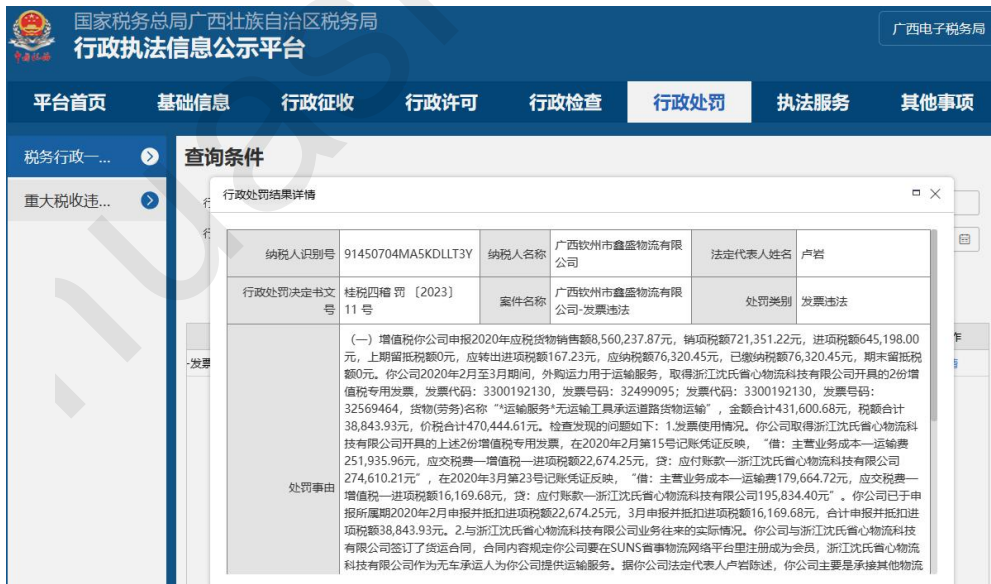 国家税务总局广西壮族自治区税务局
行政执法信息公示平台
广西电子税务局
平台首页 基础信息 行政征收 行政许可 行政检查 行政处罚 执法服务 其他事项
税务行政一...
查询条件
重大税收违...
行政处罚结果详情
纳税人识别号 91450704MA5KDLLT3Y 纳税人名称 广西钦州市鑫盛物流有限公司 法定代表人姓名 卢岩
行政处罚决定书文号 桂税四稽 罚 〔2023〕 11 号 案件名称 广西钦州市鑫盛物流有限公司-发票违法 处罚类别 发票违法
-发票
处罚事由
（一）增值税你公司申报2020年应税货物销售额8,560,237.87元，销项税额721,351.22元，进项税额645,198.00
元，上期留抵税额0元，应转出进项税额167.23元，应纳税额76,320.45元，已缴纳税额76,320.45元，期末留抵税
额0元。你公司2020年2月至3月期间，外购运力用于运输服务，取得浙江沈氏省心物流科技有限公司开具的2份增
值税专用发票，发票代码：3300192130，发票号码：32499095；发票代码：3300192130，发票号码：
32569464，货物(劳务)名称“*运输服务*无运输工具承运道路货物运输”，金额合计431,600.68元，税额合计
38,843.93元，价税合计470,444.61元。检查发现的问题如下：1.发票使用情况。你公司取得浙江沈氏省心物流科
技有限公司开具的上述2份增值税专用发票，在2020年2月第15号记账凭证反映，“借：主营业务成本—运输费
251,935.96元，应交税费—增值税—进项税额22,674.25元，贷：应付账款—浙江沈氏省心物流科技有限公司
274,610.21元”，在2020年3月第23号记账凭证反映，“借：主营业务成本—运输费179,664.72元，应交税费—
增值税—进项税额16,169.68元，贷：应付账款—浙江沈氏省心物流科技有限公司195,834.40元”。你公司已于申
报所属期2020年2月申报并抵扣进项税额22,674.25元，3月申报并抵扣进项税额16,169.68元，合计申报并抵扣进
项税额38,843.93元。2.与浙江沈氏省心物流科技有限公司业务往来的实际情况。你公司与浙江沈氏省心物流科技
有限公司签订了货运合同，合同内容规定你公司要在SUNS省事物流网络平台里注册成为会员，浙江沈氏省心物流
科技有限公司作为无车承运人为你公司提供运输服务。据你公司法定代表人卢岩陈述，你公司主要是承接其他物流